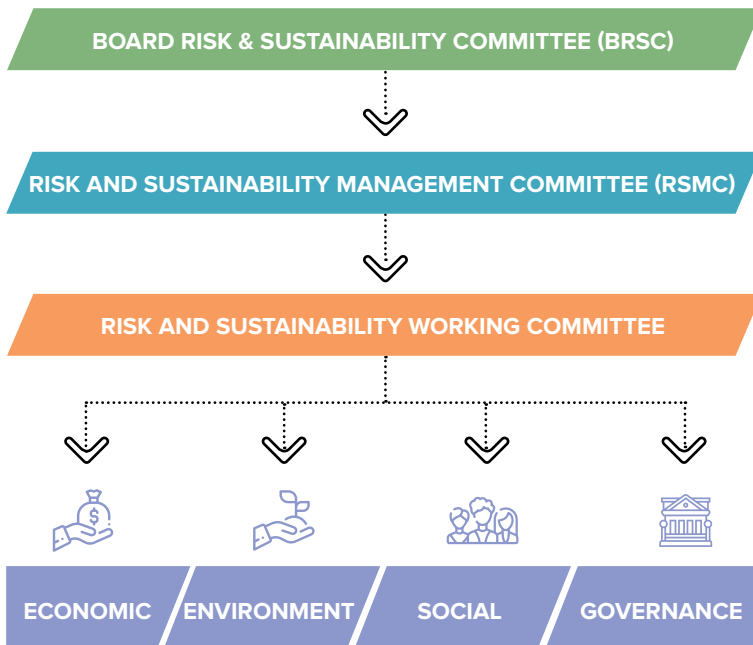 BOARD RISK & SUSTAINABILITY COMMITTEE (BRSC)
RISK AND SUSTAINABILITY MANAGEMENT COMMITTEE (RSMC)
RISK AND SUSTAINABILITY WORKING COMMITTEE
$
ECONOMIC
ENVIRONMENT
SOCIAL
GOVERNANCE